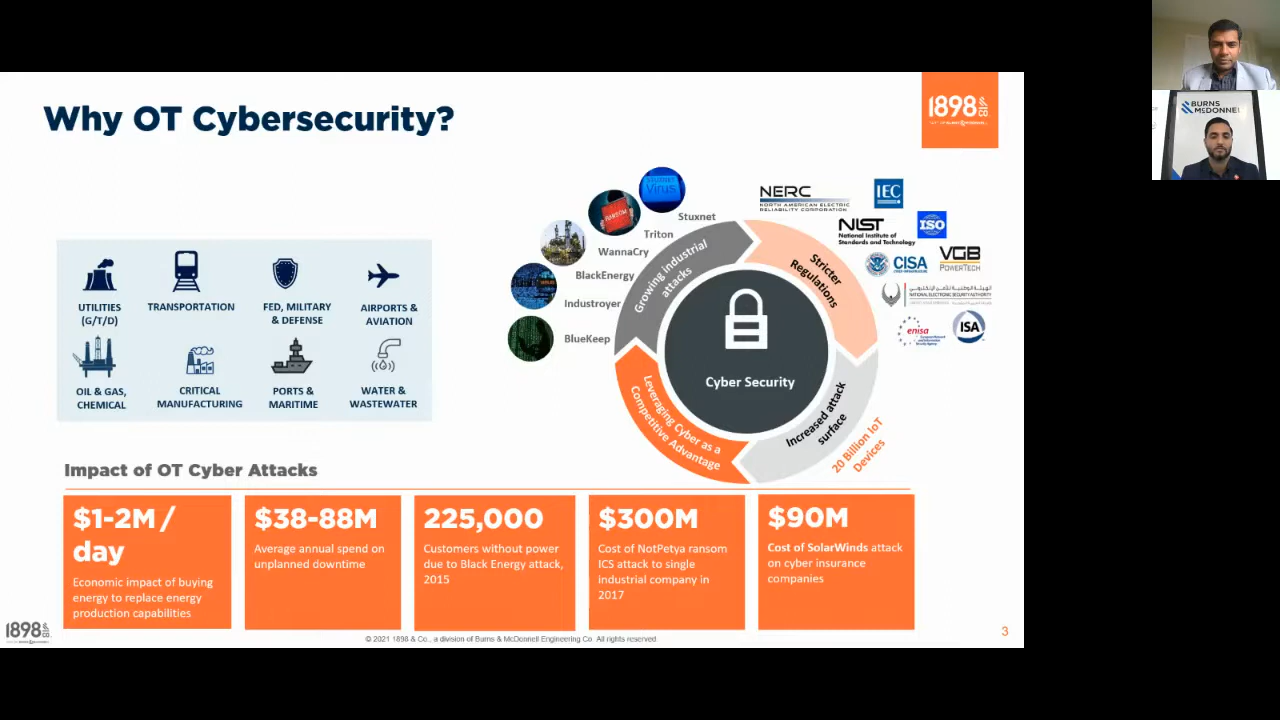 Why OT Cybersecurity?
1898
& CO.
BURNS
MCDONNELL
UTILITIES
(G/T/D)
TRANSPORTATION
FED, MILITARY
& DEFENSE
AIRPORTS &
AVIATION
OIL & GAS,
CHEMICAL
CRITICAL
MANUFACTURING
PORTS &
MARITIME
WATER &
WASTEWATER
Virus
RANSOM
Stuxnet
Triton
WannaCry
BlackEnergy
Industroyer
BlueKeep
Growing industrial
attacks
Stricter
Regulations
Increased attack
surface
Leveraging Cyber as a
Competitive Advantage
Cyber Security
20 Billion IoT
Devices
NERC
NORTH AMERICAN ELECTRIC
RELIABILITY CORPORATION
IEC
NIST
National Institute of
Standards and Technology
ISO
CISA
VGB
POWERTECH
الهيئة الوطنية للأمن الإلكتروني
NATIONAL ELECTRONIC SECURITY AUTHORITY
enisa
ISA
Impact of OT Cyber Attacks
$1-2M /
day
Economic impact of buying
energy to replace energy
production capabilities
$38-88M
Average annual spend on
unplanned downtime
225,000
Customers without power
due to Black Energy attack,
2015
$300M
Cost of NotPetya ransom
ICS attack to single
industrial company in
2017
$90M
Cost of SolarWinds attack
on cyber insurance
companies
1898
& CO.
© 2021 1898 & Co., a division of Burns & McDonnell Engineering Co. All rights reserved
3